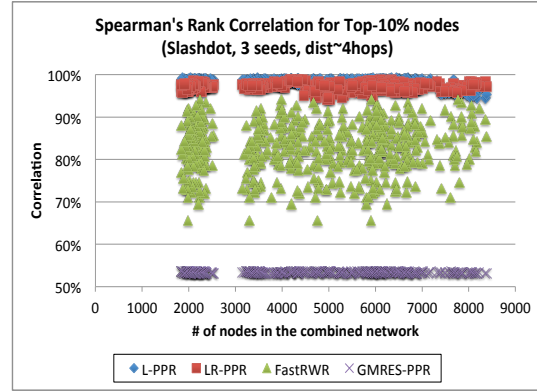 Spearman's Rank Correlation for Top-10% nodes
(Slashdot, 3 seeds, dist~4hops)
100%
90%
80%
70%
60%
50%
Correlation
0 1000 2000 3000 4000 5000 6000 7000 8000 9000
# of nodes in the combined network
L-PPR LR-PPR FastRWR GMRES-PPR